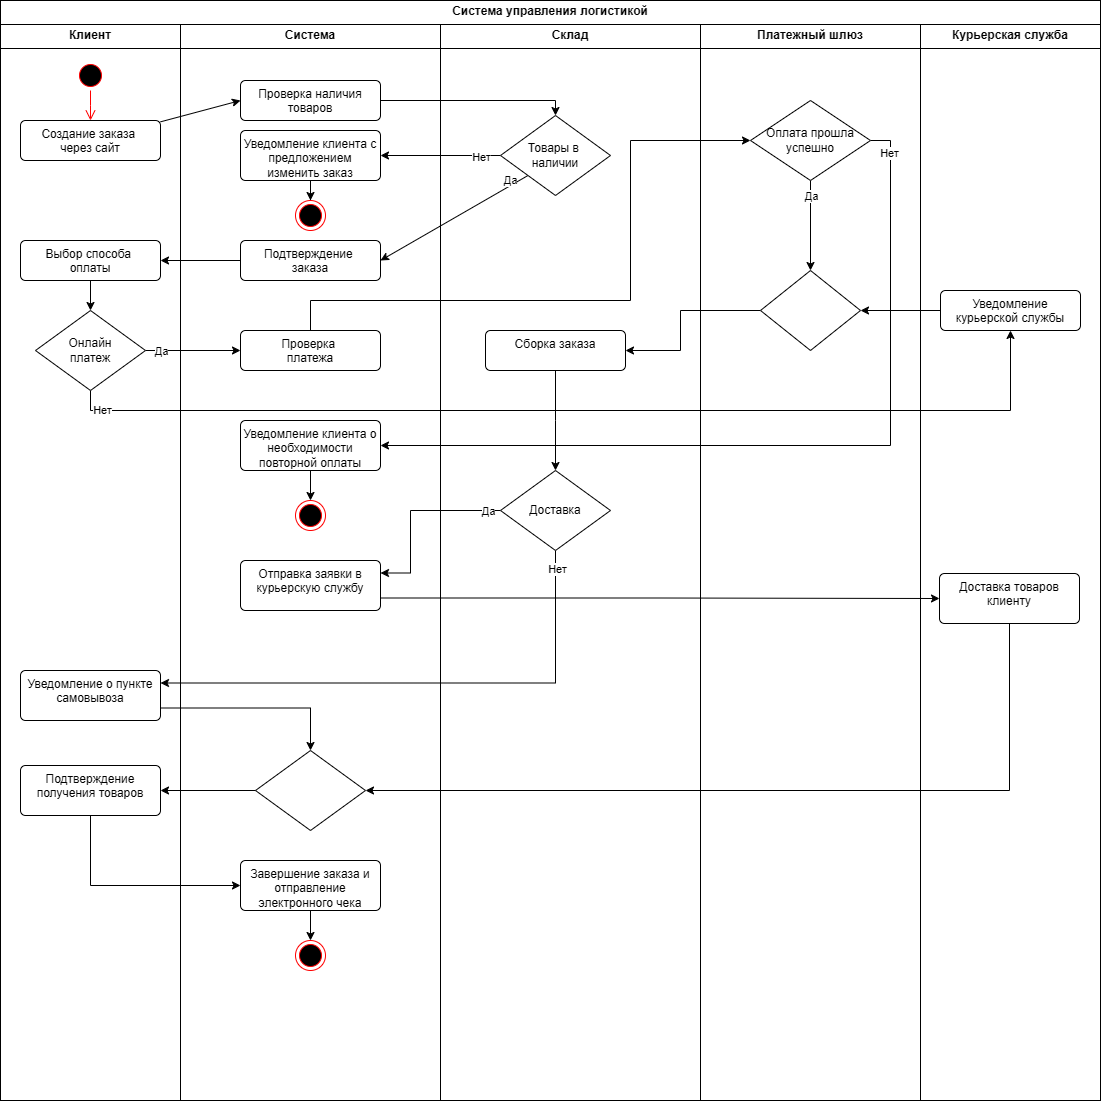 Система управления логистикой
Клиент
Система
Склад
Платежный шлюз
Курьерская служба
Создание заказа
через сайт
Проверка наличия
товаров
Уведомление клиента с
предложением
изменить заказ
Нет
Товары в
наличии
Да
Оплата прошла
успешно
Нет
Да
Выбор способа
оплаты
Подтверждение
заказа
Уведомление
курьерской службы
Онлайн
платеж
Да
Проверка
платежа
Сборка заказа
Нет
Уведомление клиента о
необходимости
повторной оплаты
Да
Доставка
Нет
Отправка заявки в
курьерскую службу
Доставка товаров
клиенту
Уведомление о пункте
самовывоза
Подтверждение
получения товаров
Завершение заказа и
отправление
электронного чека